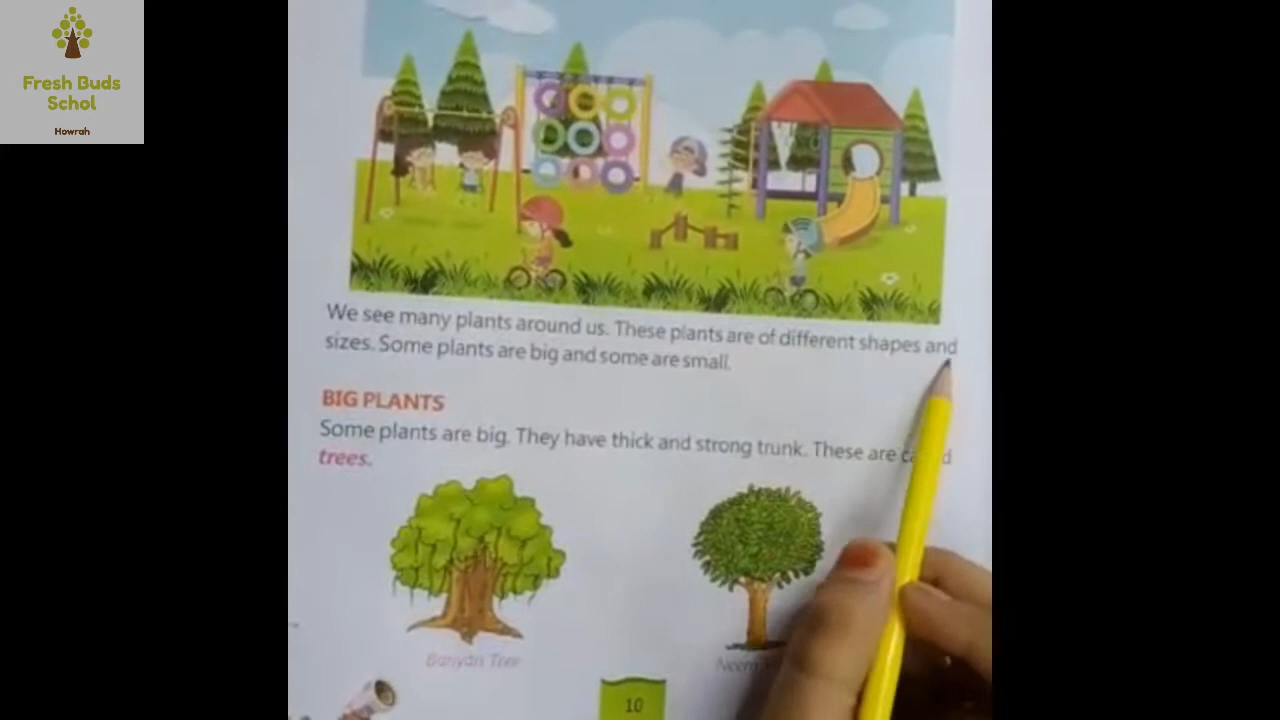 Fresh Buds
Schol
Howrah
We see many plants around us. These plants are of different shapes and
sizes. Some plants are big and some are small.
BIG PLANTS
Some plants are big. They have thick and strong trunk. These are
trees.
Banyan Tree
Neem
10